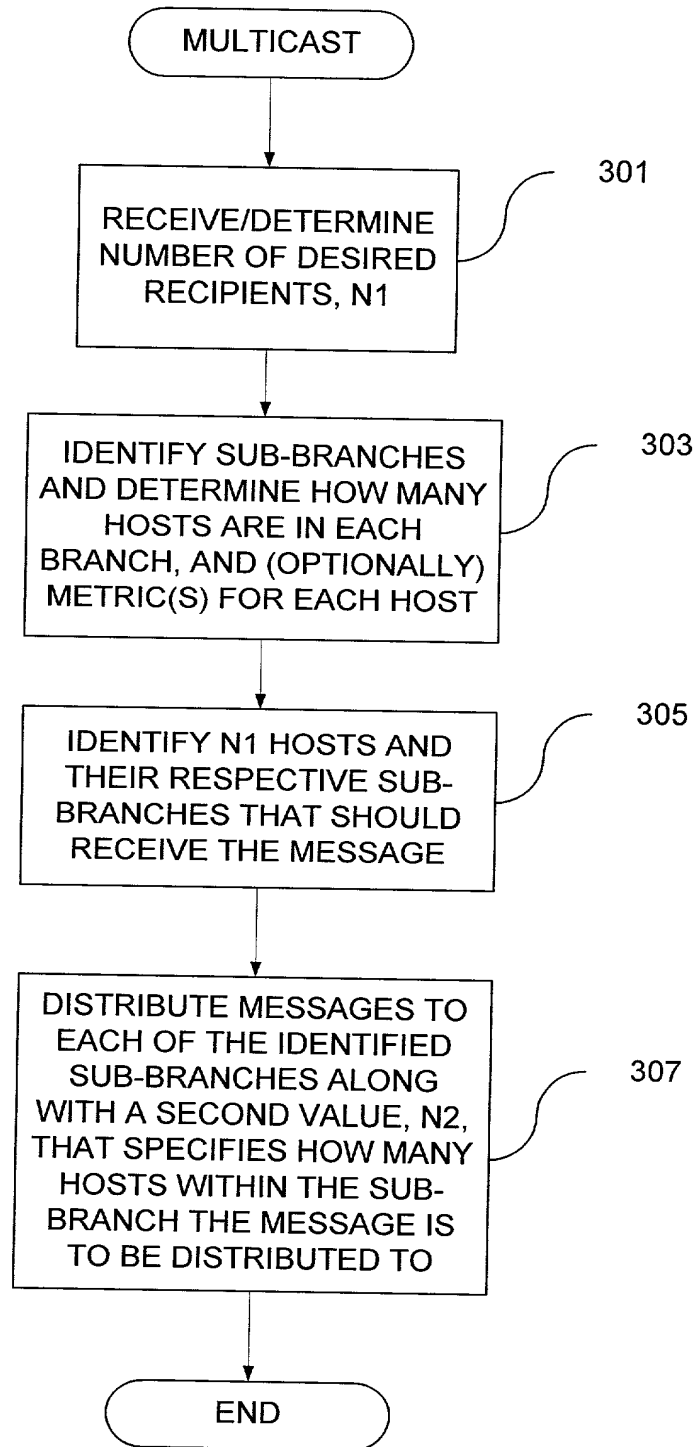 MULTICAST
301
RECEIVE/DETERMINE
NUMBER OF DESIRED
RECIPIENTS, N1
303
IDENTIFY SUB-BRANCHES
AND DETERMINE HOW MANY
HOSTS ARE IN EACH
BRANCH, AND (OPTIONALLY)
METRIC(S) FOR EACH HOST
305
IDENTIFY N1 HOSTS AND
THEIR RESPECTIVE SUB-
BRANCHES THAT SHOULD
RECEIVE THE MESSAGE
DISTRIBUTE MESSAGES TO
EACH OF THE IDENTIFIED
SUB-BRANCHES ALONG
WITH A SECOND VALUE, N2,
THAT SPECIFIES HOW MANY
HOSTS WITHIN THE SUB-
BRANCH THE MESSAGE IS
TO BE DISTRIBUTED TO
307
END